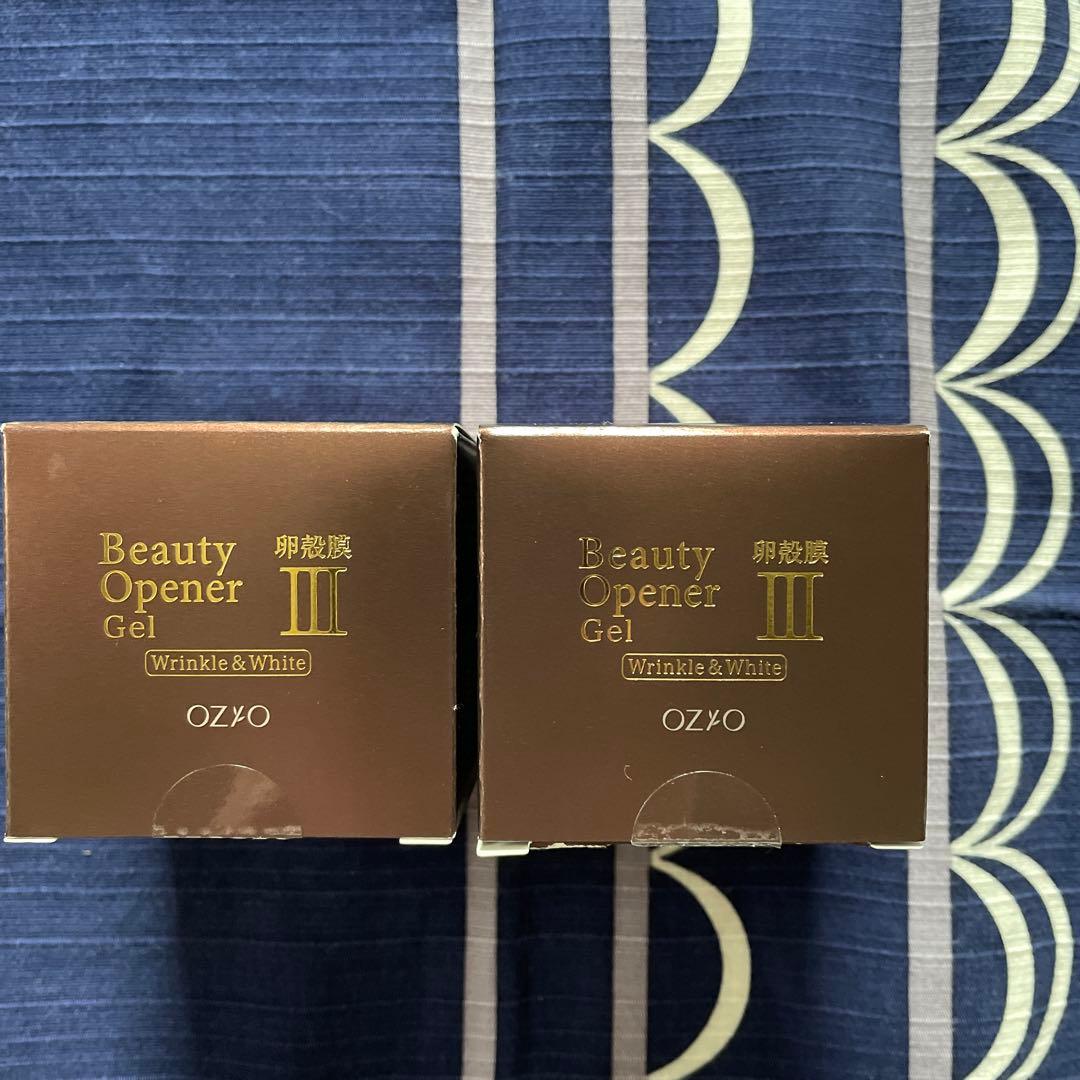 Beauty
Opener
Gel
卵殻膜
III
Wrinkle & White
OZIO
Beauty
Opener
Gel
卵殻膜
III
Wrinkle & White
OZIO